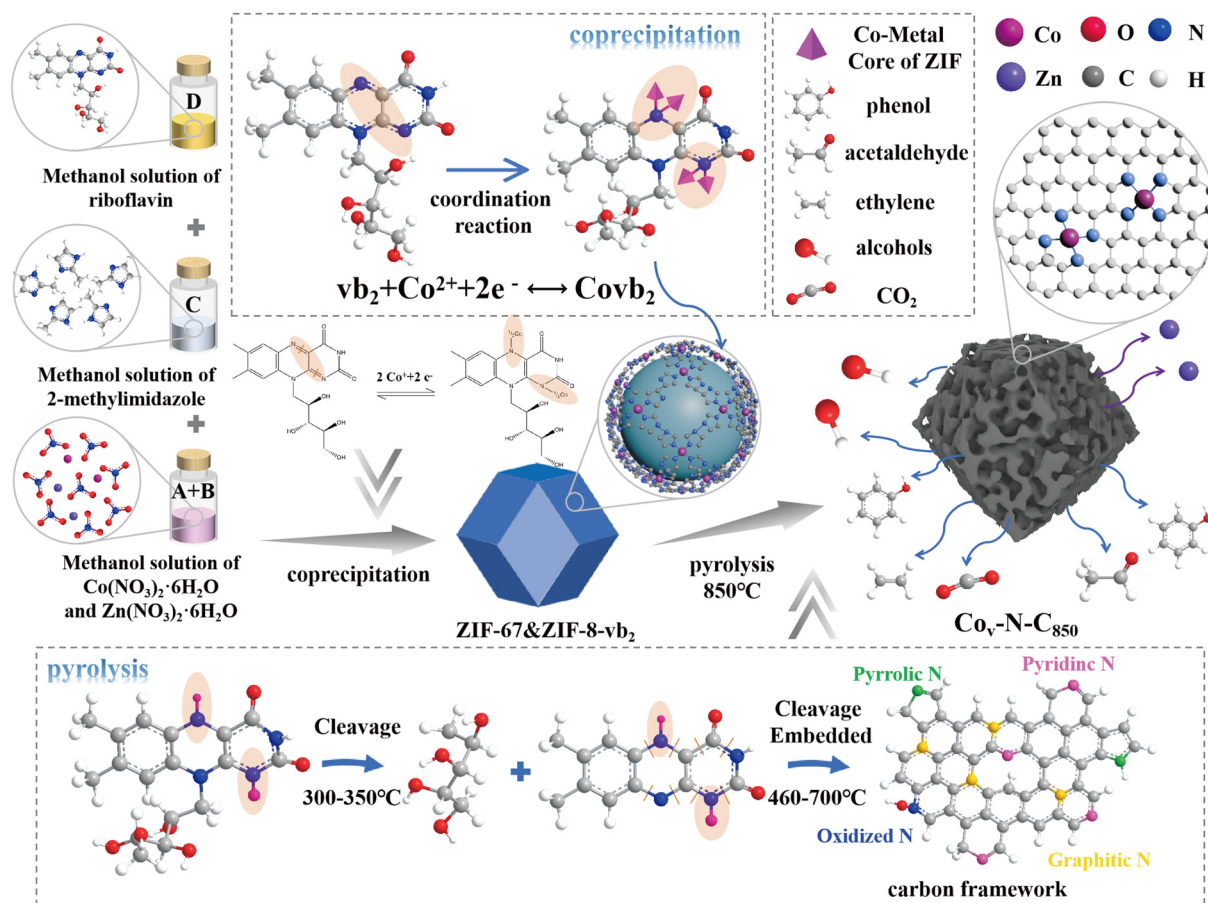 D
Methanol solution of
riboflavin
+
C
Methanol solution of
2-methylimidazole
+
A+B
Methanol solution of
Co(NO₃)₂·6H₂O
and Zn(NO₃)₂·6H₂O
coprecipitation
coordination
reaction
vb₂+Co²⁺+2e⁻ ⟷ Covb₂
Co-Metal
Core of ZIF
phenol
acetaldehyde
ethylene
alcohols
CO₂
Co
O
N
Zn
C
H
2 Co⁺+2 e⁻
coprecipitation
ZIF-67&ZIF-8-vb₂
pyrolysis
850℃
Coᵥ-N-C₈₅₀
pyrolysis
Cleavage
300-350℃
+
Cleavage
Embedded
460-700℃
Pyrrolic N
Pyridinc N
Oxidized N
Graphitic N
carbon framework